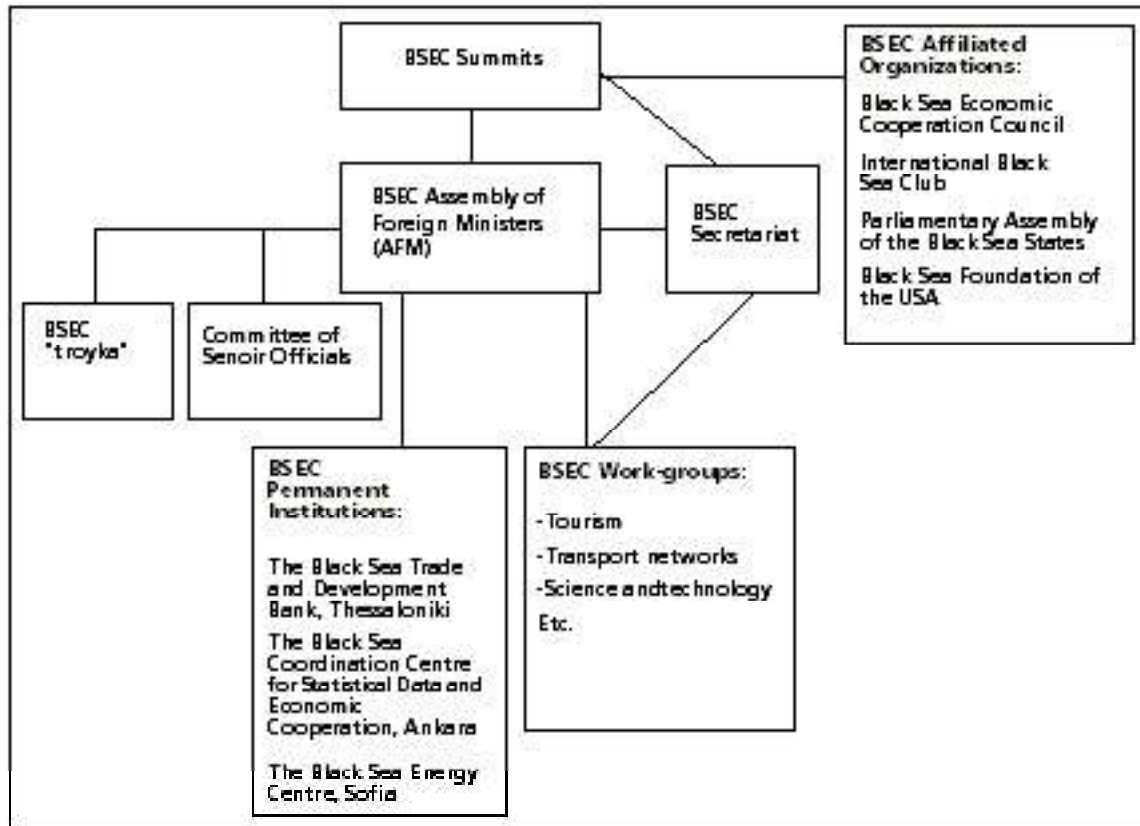 BSEC Summits
BSEC Affiliated
Organizations:
Black Sea Economic
Cooperation Council
International Black
Sea Club
Parliamentary Assembly
of the Black Sea States
Black Sea Foundation of
the USA
BSEC Assembly of
Foreign Ministers
(AFM)
BSEC
Secretariat
BSEC
"troyka"
Committee of
Senoir Officials
BSEC
Permanent
Institutions:
The Black Sea Trade
and Development
Bank, Thessaloniki
The Black Sea
Coordination Centre
for Statistical Data and
Economic
Cooperation, Ankara
The Black Sea Energy
Centre, Sofia
BSEC Work-groups:
-Tourism
-Transport networks
-Science andtechnology
Etc.